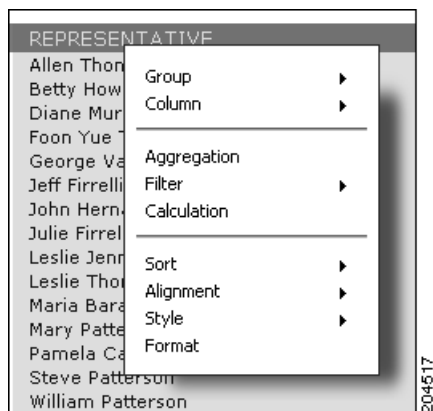 REPRESENTATIVE
Allen Thon
Betty How
Diane Mur
Foon Yue
George Va
Jeff Firrelli
John Hern
Julie Firrel
Leslie Jenr
Leslie Tho
Maria Bara
Mary Patte
Pamela Ca
Steve Patterson
William Patterson
Group
Column
Aggregation
Filter
Calculation
Sort
Alignment
Style
Format
204517